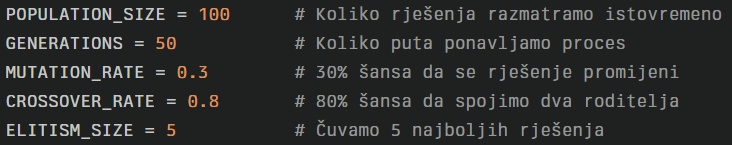 POPULATION_SIZE = 100      # Koliko rješenja razmatramo istovremeno
GENERATIONS = 50           # Koliko puta ponavljamo proces
MUTATION_RATE = 0.3        # 30% šansa da se rješenje promijeni
CROSSOVER_RATE = 0.8       # 80% šansa da spojimo dva roditelja
ELITISM_SIZE = 5           # Čuvamo 5 najboljih rješenja